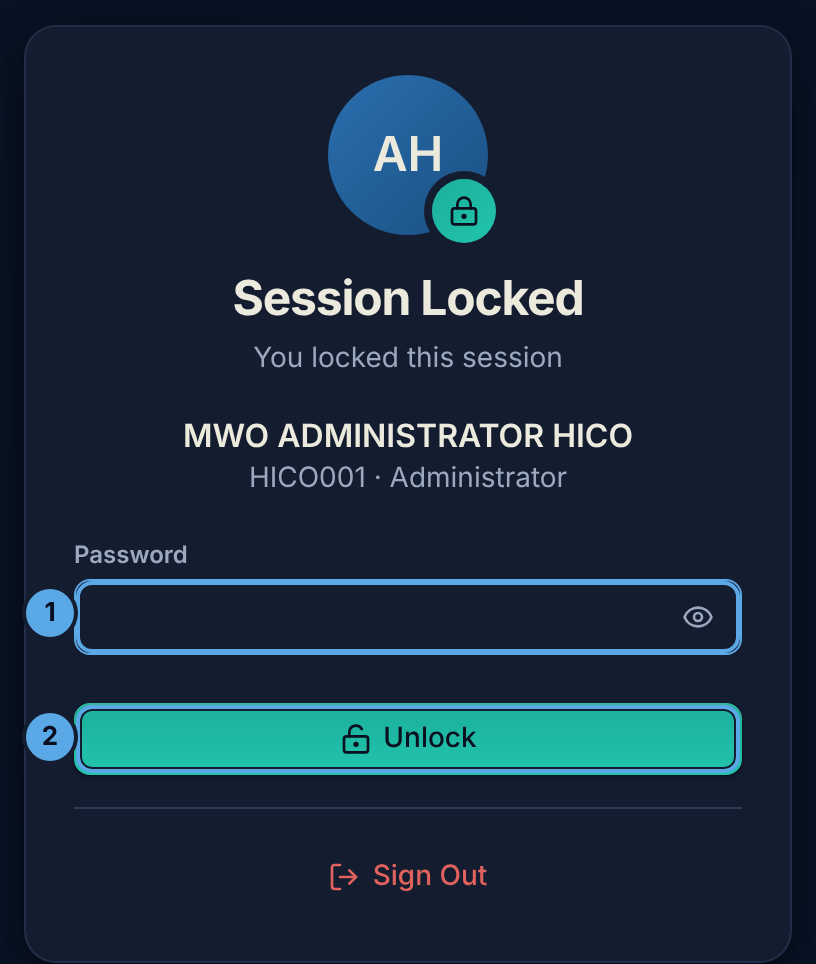 AH
Session Locked
You locked this session
MWO ADMINISTRATOR HICO
HICO001 · Administrator
Password
1
2
Unlock
Sign Out